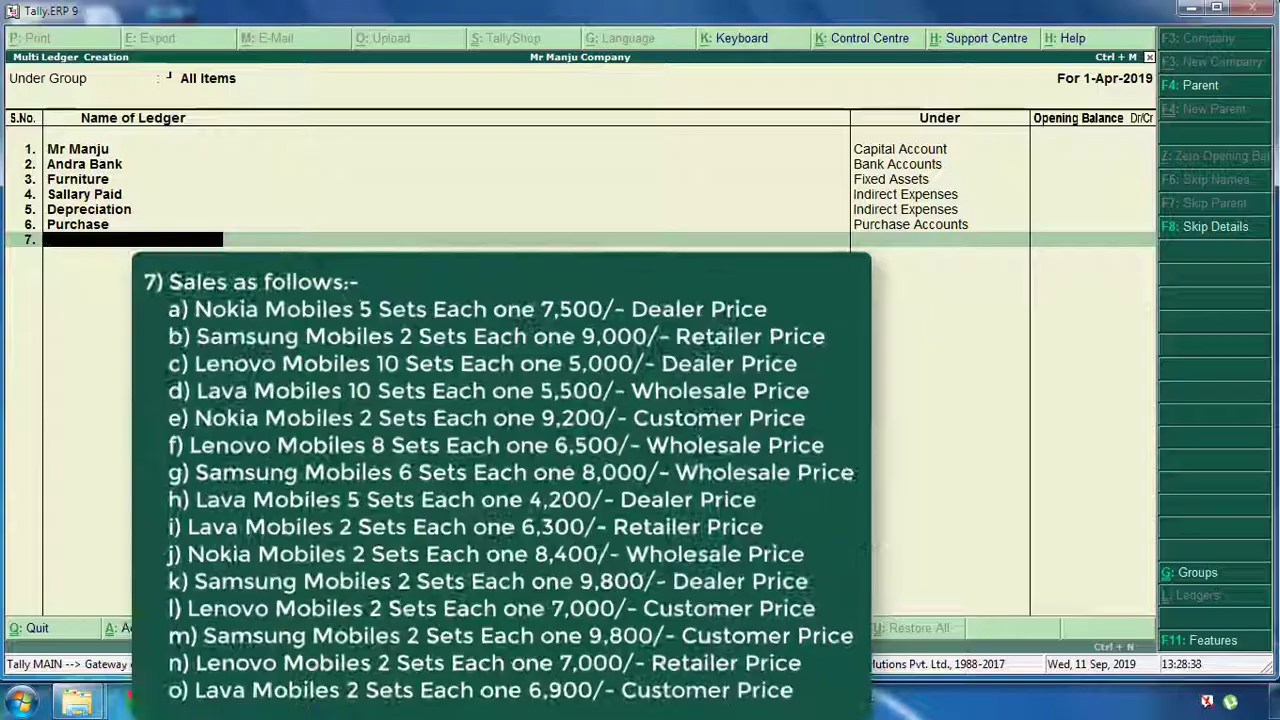 Tally.ERP 9
P: Print E: Export M: E-Mail O: Upload S: TallyShop G: Language K: Keyboard K: Control Centre H: Support Centre H: Help
F3: Company
Multi Ledger Creation Mr Manju Company Ctrl + M
F3: New Company
Under Group : All Items For 1-Apr-2019
F4: Parent
F4: New Parent
S.No. Name of Ledger Under Opening Balance Dr/Cr
1. Mr Manju Capital Account
Z: Zero Opening Bal
2. Andra Bank Bank Accounts
3. Furniture Fixed Assets
F6: Skip Names
4. Sallary Paid Indirect Expenses
F7: Skip Parent
5. Depreciation Indirect Expenses
6. Purchase Purchase Accounts
F8: Skip Details
7.
7) Sales as follows:-
a) Nokia Mobiles 5 Sets Each one 7,500/- Dealer Price
b) Samsung Mobiles 2 Sets Each one 9,000/- Retailer Price
c) Lenovo Mobiles 10 Sets Each one 5,000/- Dealer Price
d) Lava Mobiles 10 Sets Each one 5,500/- Wholesale Price
e) Nokia Mobiles 2 Sets Each one 9,200/- Customer Price
f) Lenovo Mobiles 8 Sets Each one 6,500/- Wholesale Price
g) Samsung Mobiles 6 Sets Each one 8,000/- Wholesale Price
h) Lava Mobiles 5 Sets Each one 4,200/- Dealer Price
i) Lava Mobiles 2 Sets Each one 6,300/- Retailer Price
j) Nokia Mobiles 2 Sets Each one 8,400/- Wholesale Price
k) Samsung Mobiles 2 Sets Each one 9,800/- Dealer Price
l) Lenovo Mobiles 2 Sets Each one 7,000/- Customer Price
m) Samsung Mobiles 2 Sets Each one 9,800/- Customer Price
n) Lenovo Mobiles 2 Sets Each one 7,000/- Retailer Price
o) Lava Mobiles 2 Sets Each one 6,900/- Customer Price
G: Groups
L: Ledgers
Q: Quit A: Ac U: Restore All
F11: Features
Ctrl + N
Tally MAIN --> Gateway o lutions Pvt. Ltd., 1988-2017 Wed, 11 Sep, 2019 13:28:38